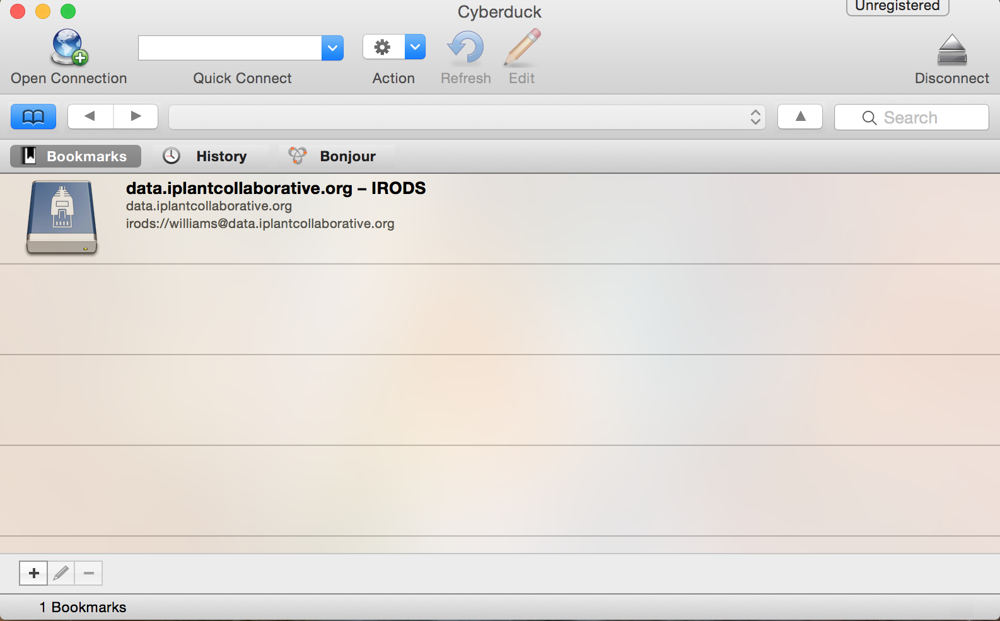 Cyberduck
Unregistered
Open Connection
Quick Connect
Action
Refresh
Edit
Disconnect
Search
Bookmarks
History
Bonjour
data.iplantcollaborative.org – IRODS
data.iplantcollaborative.org
irods://williams@data.iplantcollaborative.org
1 Bookmarks